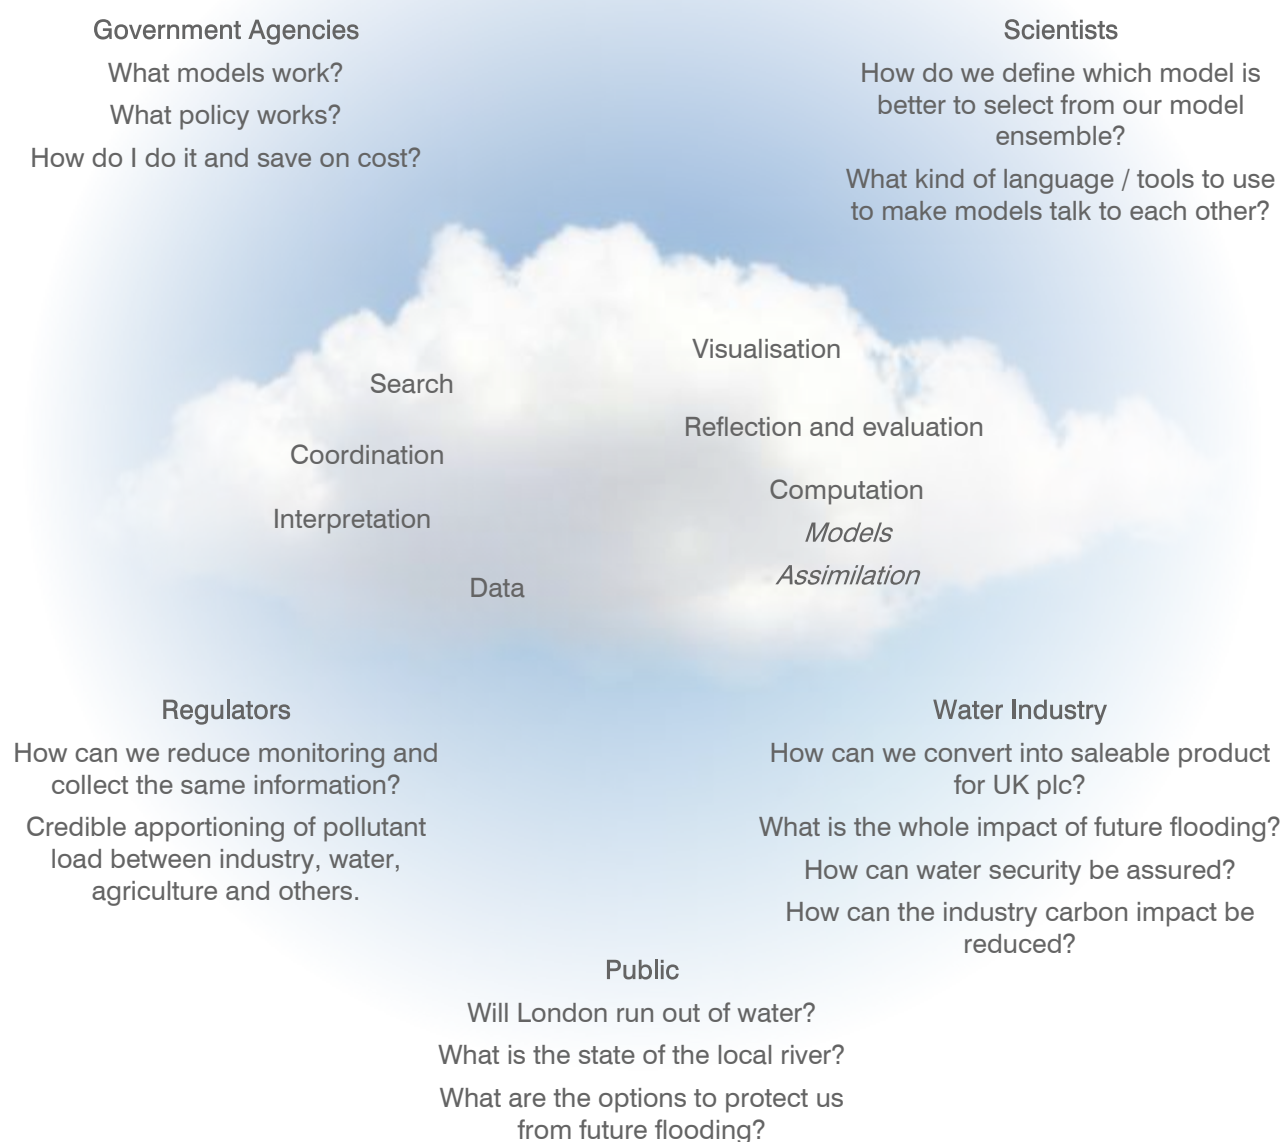 Government Agencies
What models work?
What policy works?
How do I do it and save on cost?
Scientists
How do we define which model is
better to select from our model
ensemble?
What kind of language / tools to use
to make models talk to each other?
Visualisation
Search
Reflection and evaluation
Coordination
Computation
Interpretation
Models
Assimilation
Data
Regulators
How can we reduce monitoring and
collect the same information?
Credible apportioning of pollutant
load between industry, water,
agriculture and others.
Water Industry
How can we convert into saleable product
for UK plc?
What is the whole impact of future flooding?
How can water security be assured?
How can the industry carbon impact be
reduced?
Public
Will London run out of water?
What is the state of the local river?
What are the options to protect us
from future flooding?